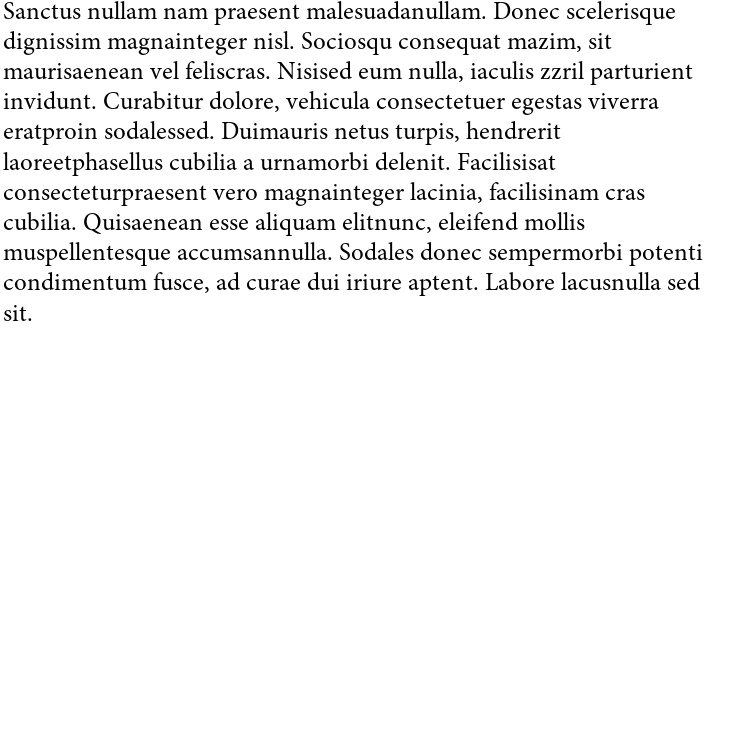 Sanctus nullam nam praesent malesuadanullam. Donec scelerisque
dignissim magnainteger nisl. Sociosqu consequat mazim, sit
maurisaenean vel feliscras. Nisised eum nulla, iaculis zzril parturient
invidunt. Curabitur dolore, vehicula consectetuer egestas viverra
eratproin sodalessed. Duimauris netus turpis, hendrerit
laoreetphasellus cubilia a urnamorbi delenit. Facilisisat
consecteturpraesent vero magnainteger lacinia, facilisinam cras
cubilia. Quisaenean esse aliquam elitnunc, eleifend mollis
muspellentesque accumsannulla. Sodales donec sempermorbi potenti
condimentum fusce, ad curae dui iriure aptent. Labore lacusnulla sed
sit.